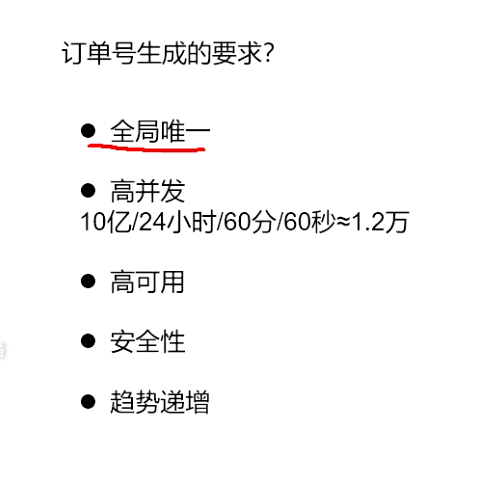 订单号生成的要求?
● 全局唯一
● 高并发
10亿/24小时/60分/60秒≈1.2万
● 高可用
● 安全性
● 趋势递增